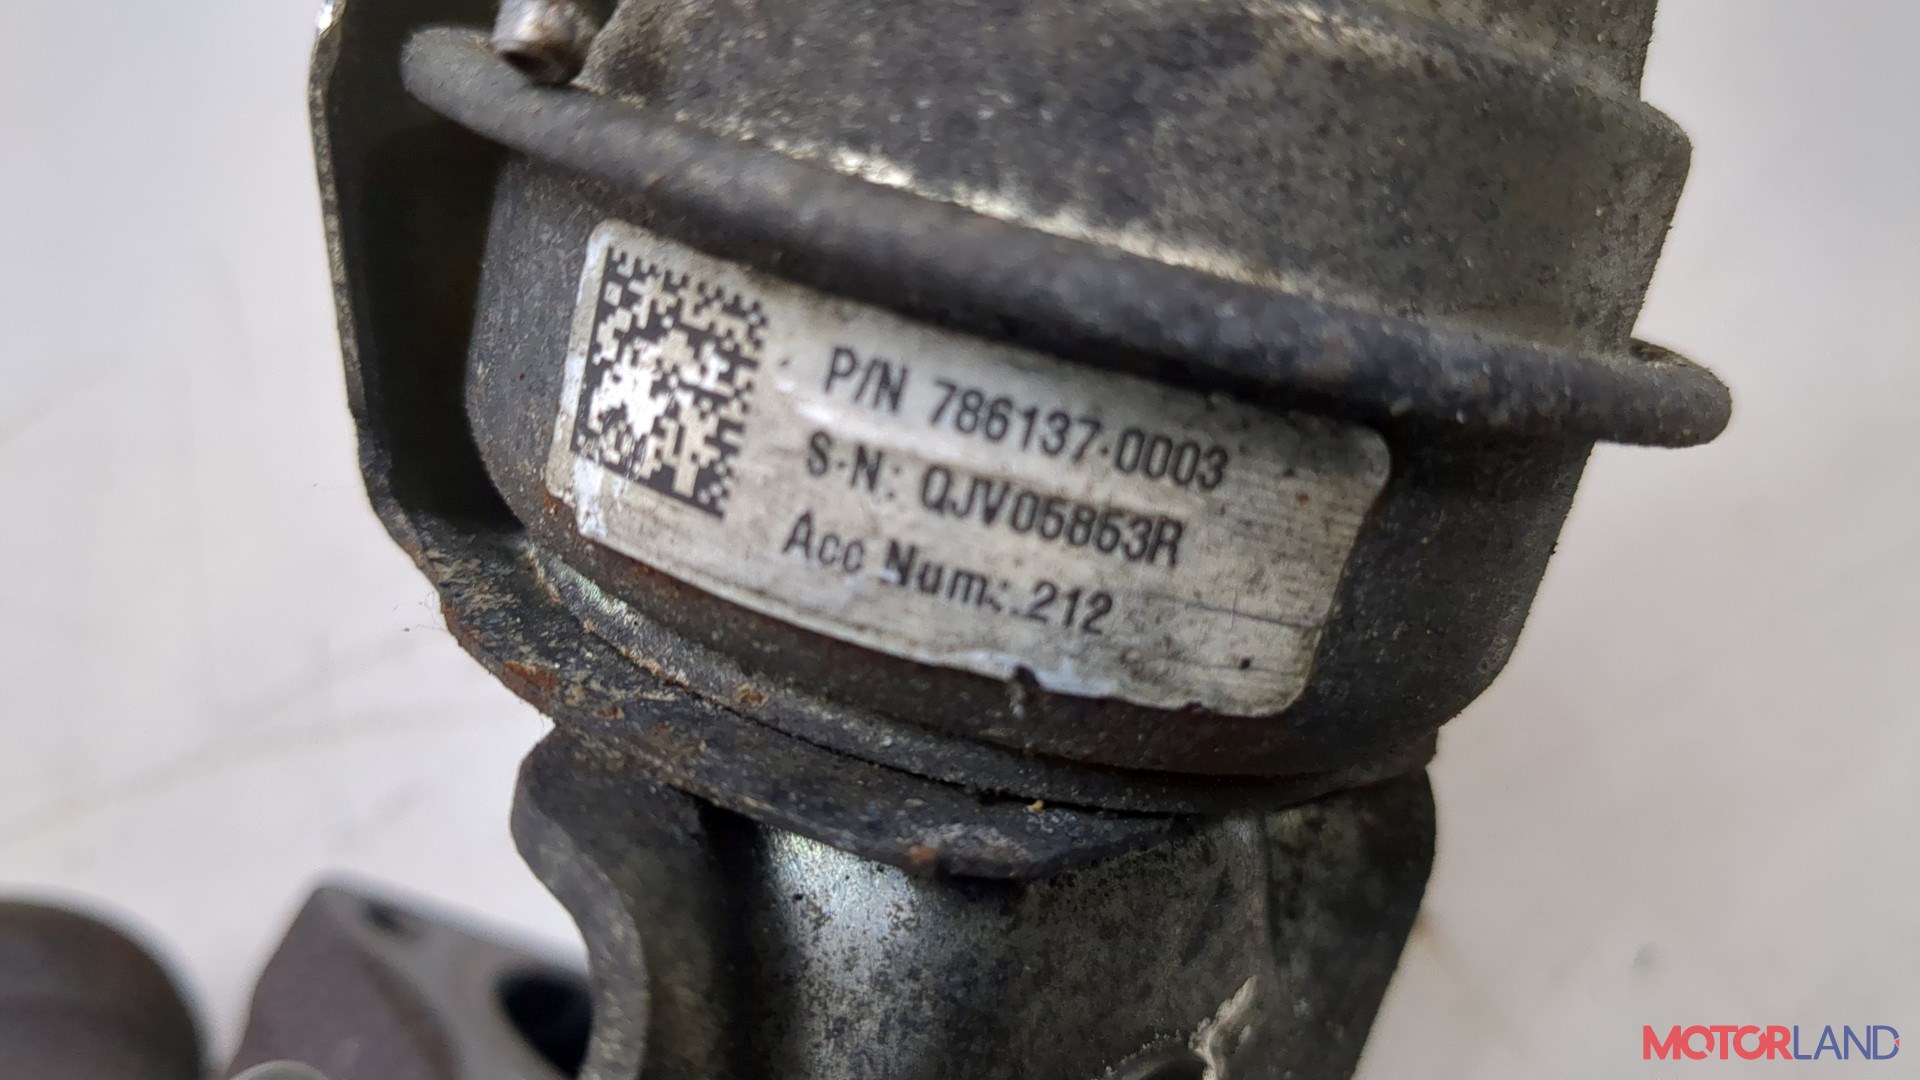 P/N 786137-0003
S-N: QJV05853R
Acc Num.: 212
MOTORLAND